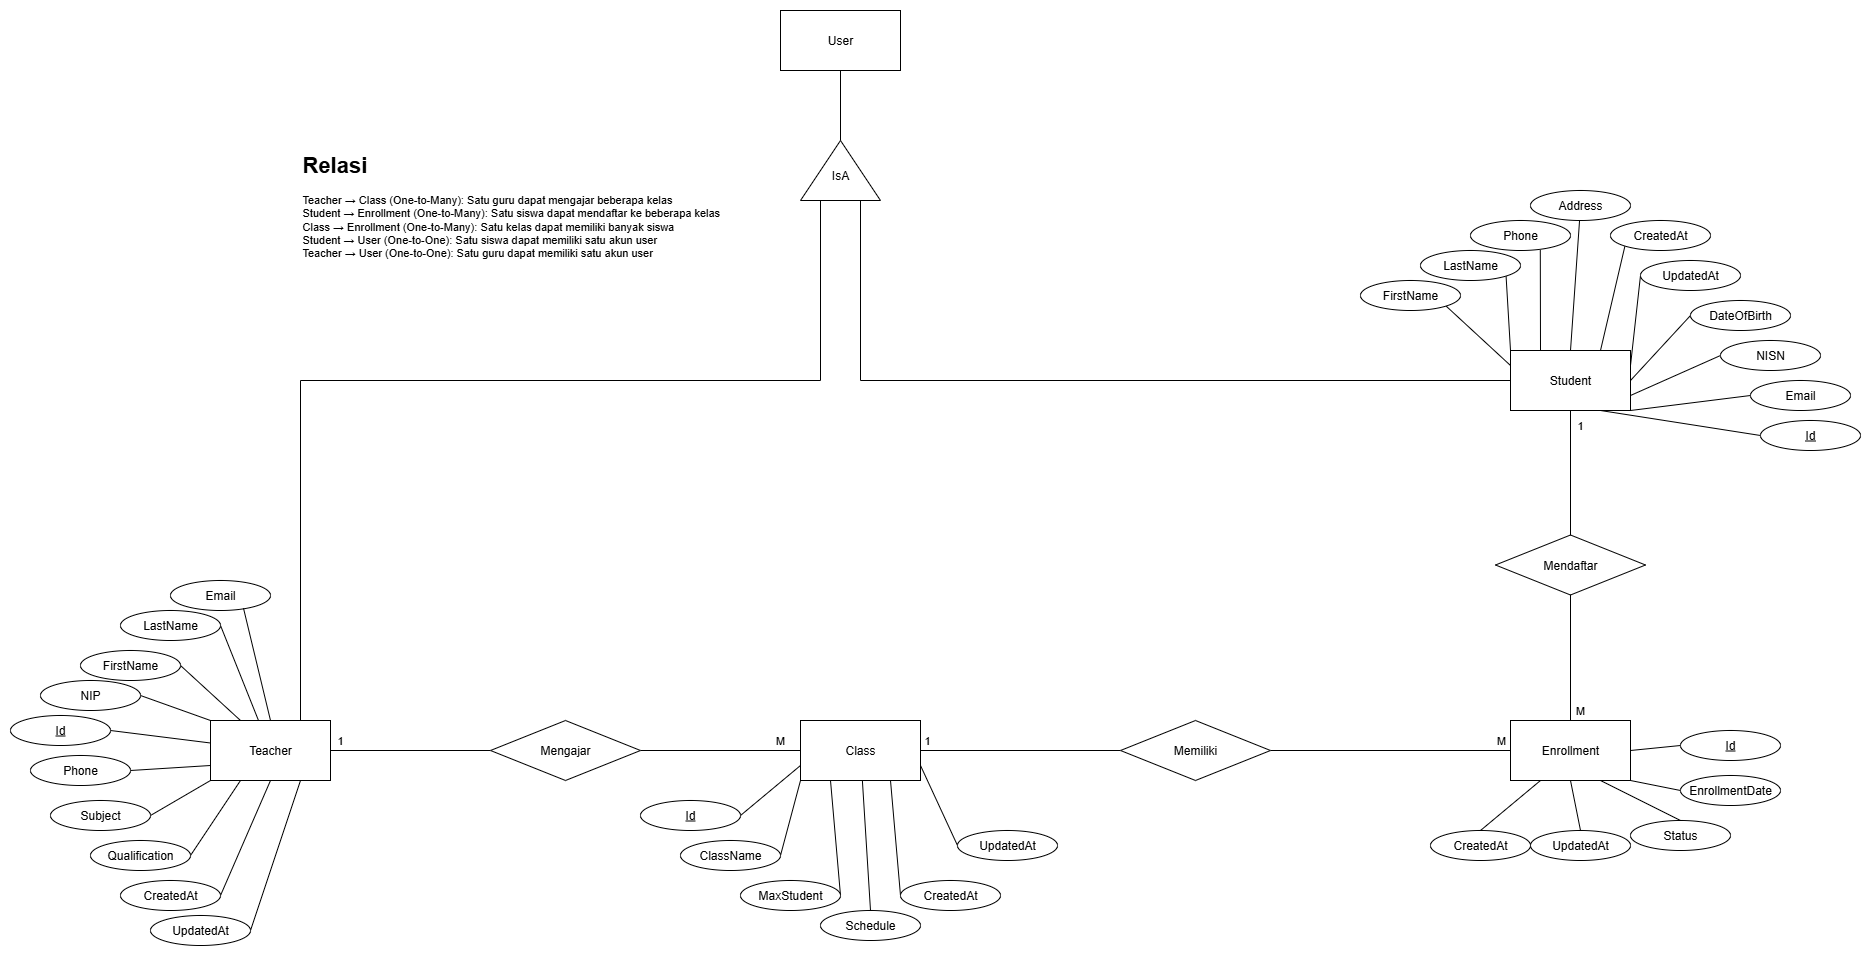 User
IsA
Relasi
Teacher → Class (One-to-Many): Satu guru dapat mengajar beberapa kelas
Student → Enrollment (One-to-Many): Satu siswa dapat mendaftar ke beberapa kelas
Class → Enrollment (One-to-Many): Satu kelas dapat memiliki banyak siswa
Student → User (One-to-One): Satu siswa dapat memiliki satu akun user
Teacher → User (One-to-One): Satu guru dapat memiliki satu akun user
Address
Phone
CreatedAt
LastName
UpdatedAt
FirstName
DateOfBirth
NISN
Student
Email
Id
1
Mendaftar
M
Email
LastName
FirstName
NIP
Id
Phone
Subject
Qualification
CreatedAt
UpdatedAt
Teacher
1
Mengajar
M
Class
1
Memiliki
M
Enrollment
Id
ClassName
MaxStudent
Schedule
CreatedAt
UpdatedAt
Id
EnrollmentDate
Status
UpdatedAt
CreatedAt